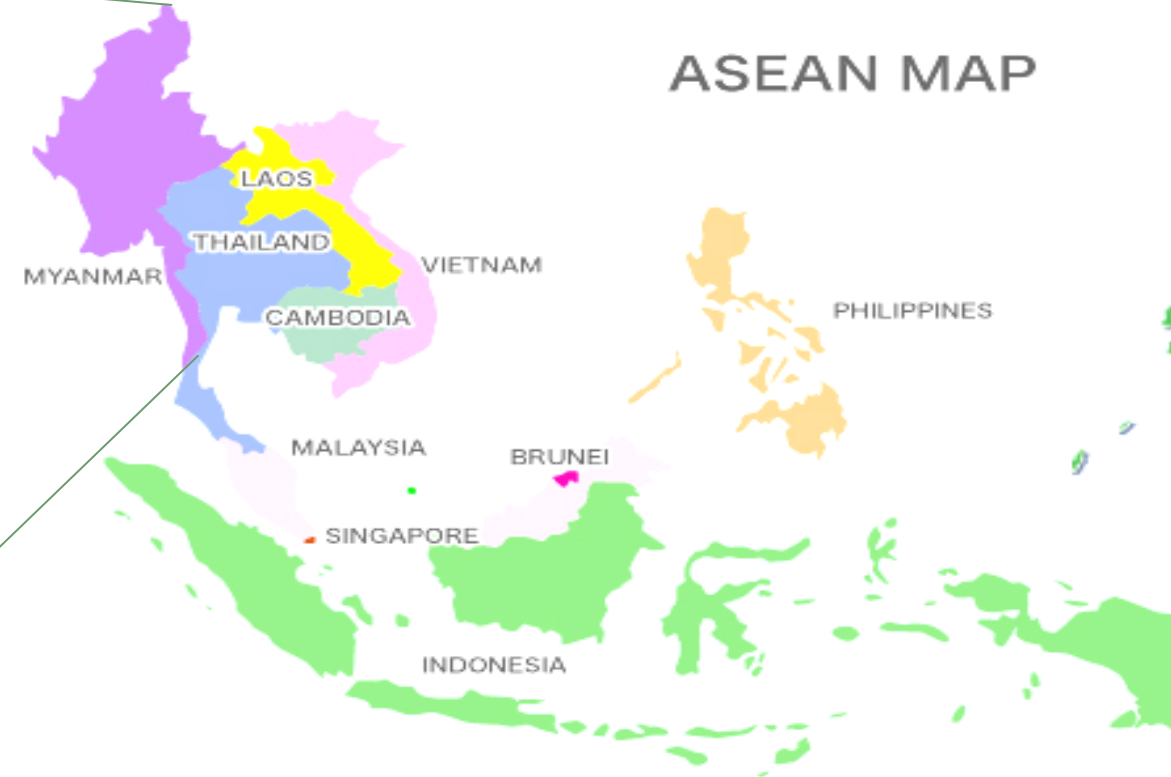 ASEAN MAP
LAOS
THAILAND
VIETNAM
MYANMAR
CAMBODIA
PHILIPPINES
MALAYSIA
BRUNEI
SINGAPORE
INDONESIA